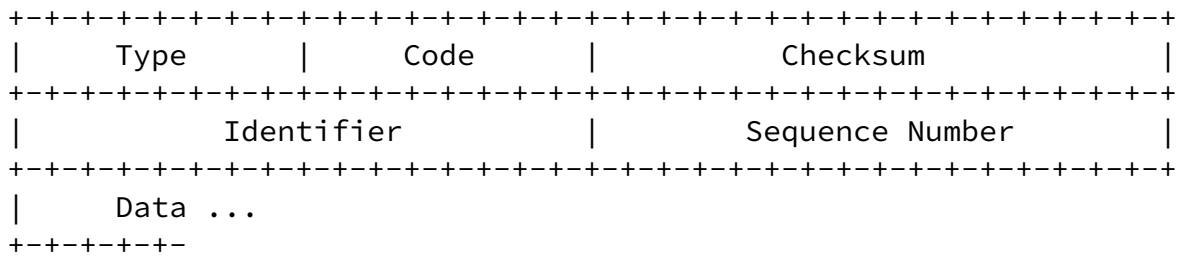 +-+-+-+-+-+-+-+-+-+-+-+-+-+-+-+-+-+-+-+-+-+-+-+-+-+-+-+-+-+-+-+-+
|     Type      |     Code      |          Checksum             |
+-+-+-+-+-+-+-+-+-+-+-+-+-+-+-+-+-+-+-+-+-+-+-+-+-+-+-+-+-+-+-+-+
|           Identifier          |        Sequence Number        |
+-+-+-+-+-+-+-+-+-+-+-+-+-+-+-+-+-+-+-+-+-+-+-+-+-+-+-+-+-+-+-+-+
|     Data ...
+-+-+-+-+-